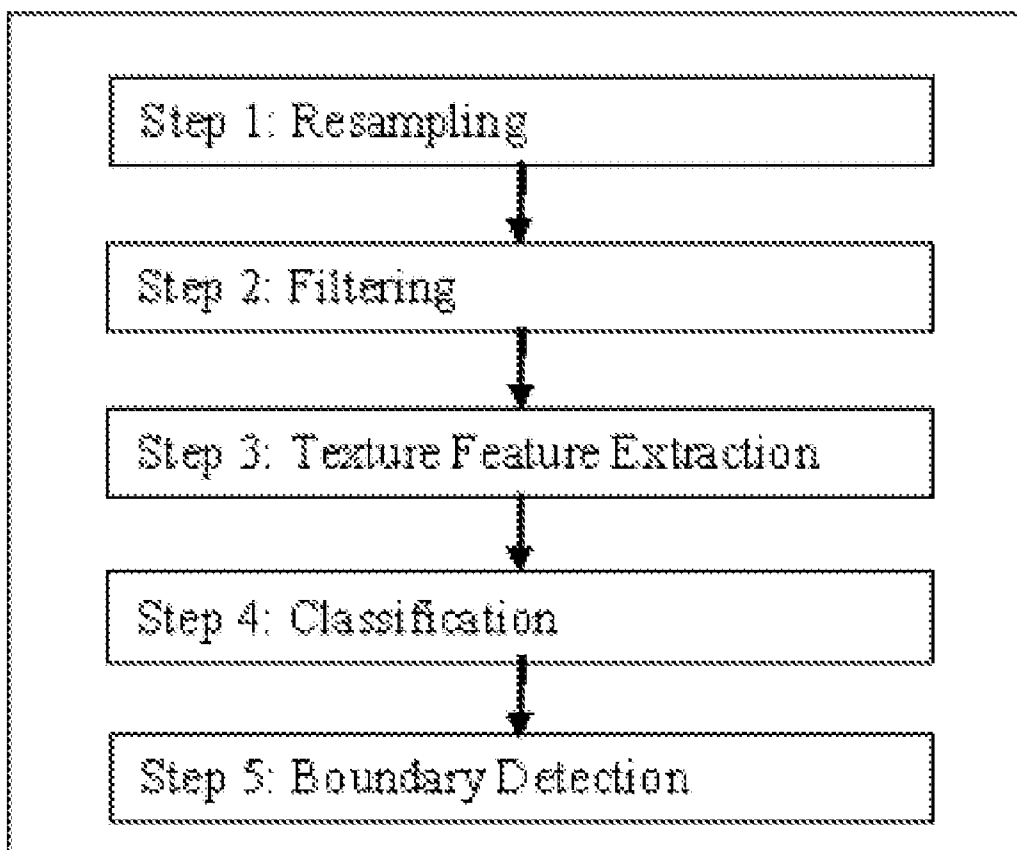 Step 1: Resampling
Step 2: Filtering
Step 3: Texture Feature Extraction
Step 4: Classification
Step 5: Boundary Detection